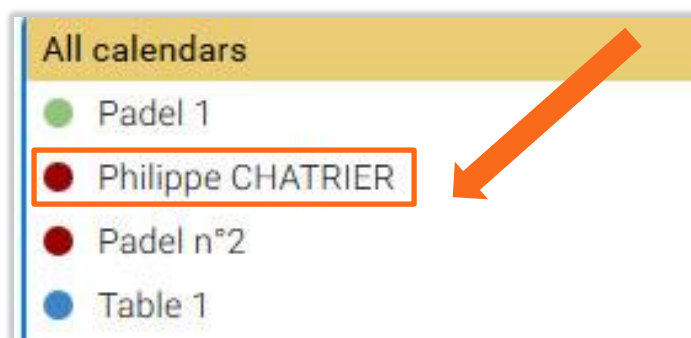 All calendars
Padel 1
Philippe CHATRIER
Padel n°2
Table 1